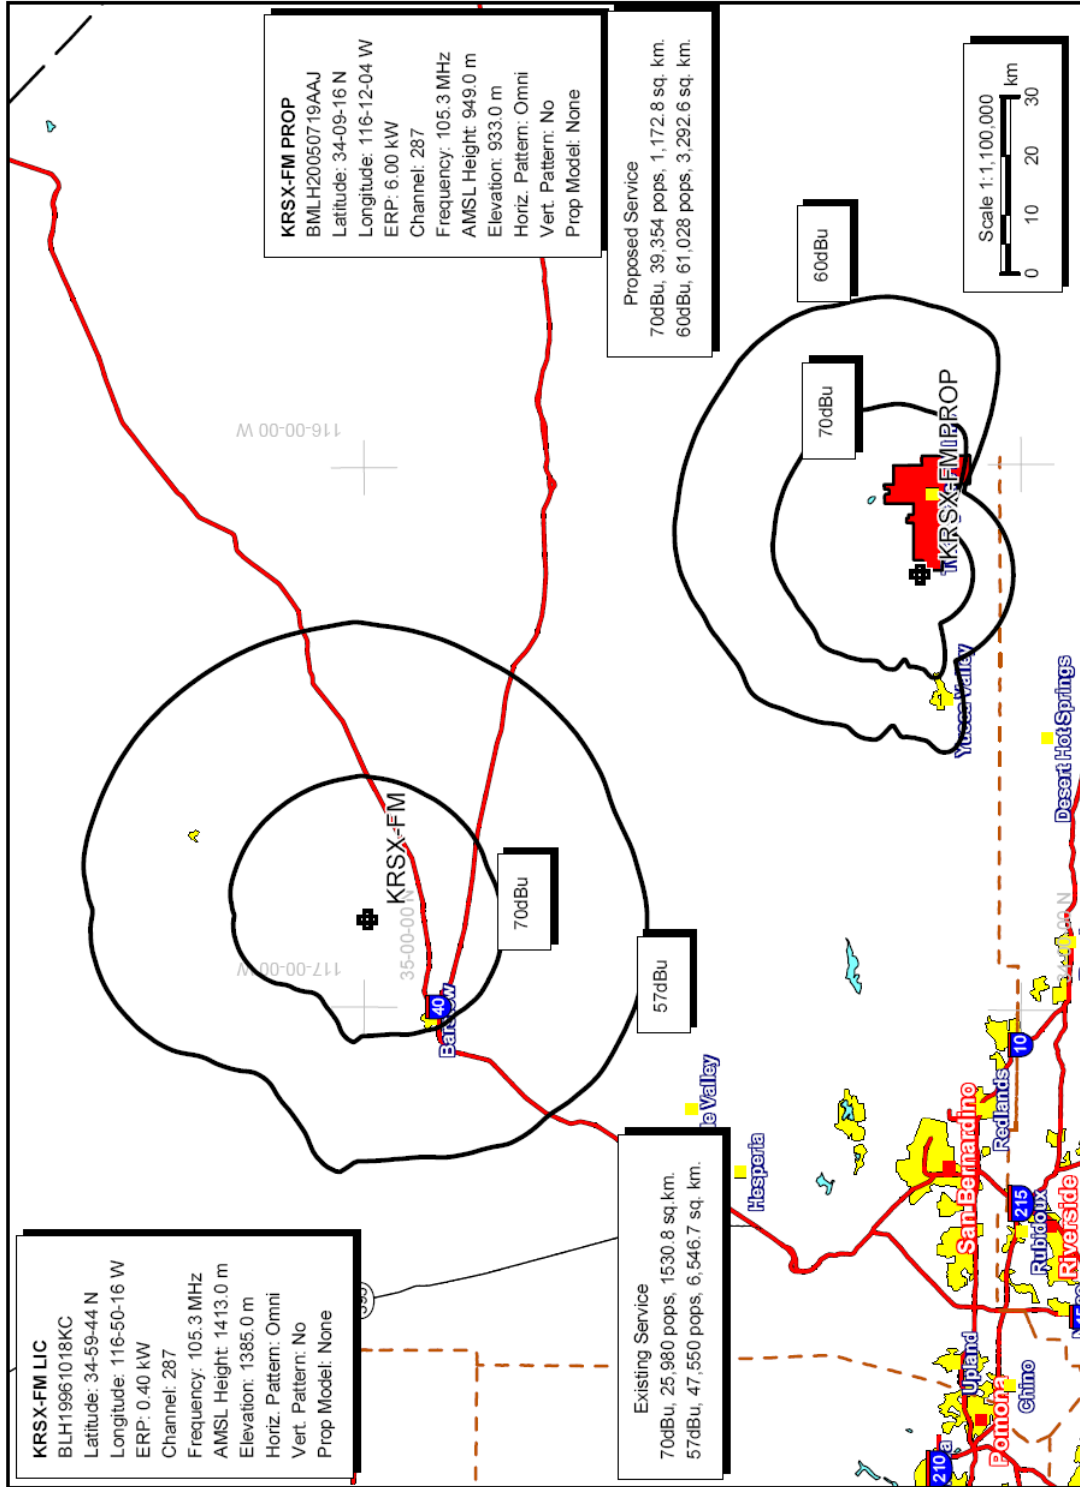 KRSX-FM LIC
BLH19961018KC
Latitude: 34-59-44 N
Longitude: 116-50-16 W
ERP: 0.40 kW
Channel: 287
Frequency: 105.3 MHz
AMSL Height: 1413.0 m
Elevation: 1385.0 m
Horiz. Pattern: Omni
Vert. Pattern: No
Prop Model: None
KRSX-FM PROP
BMLH20050719AAJ
Latitude: 34-09-16 N
Longitude: 116-12-04 W
ERP: 6.00 kW
Channel: 287
Frequency: 105.3 MHz
AMSL Height: 949.0 m
Elevation: 933.0 m
Horiz. Pattern: Omni
Vert. Pattern: No
Prop Model: None
117-00-00 W
116-00-00 W
KRSX-FM
35-00-00 N
40
Barstow
70dBu
57dBu
Existing Service
70dBu, 25,980 pops, 1530.8 sq.km.
57dBu, 47,550 pops, 6,546.7 sq. km.
Proposed Service
70dBu, 39,354 pops, 1,172.8 sq. km.
60dBu, 61,028 pops, 3,292.6 sq. km.
le Valley
Hesperia
60dBu
70dBu
KRSX-FM PROP
Yucca Valley
Scale 1:1,100,000
km
0 10 20 30
210
Upland
Pomona
Chino
San Bernardino
Redlands
10
215
Rubidoux
Riverside
Desert Hot Springs